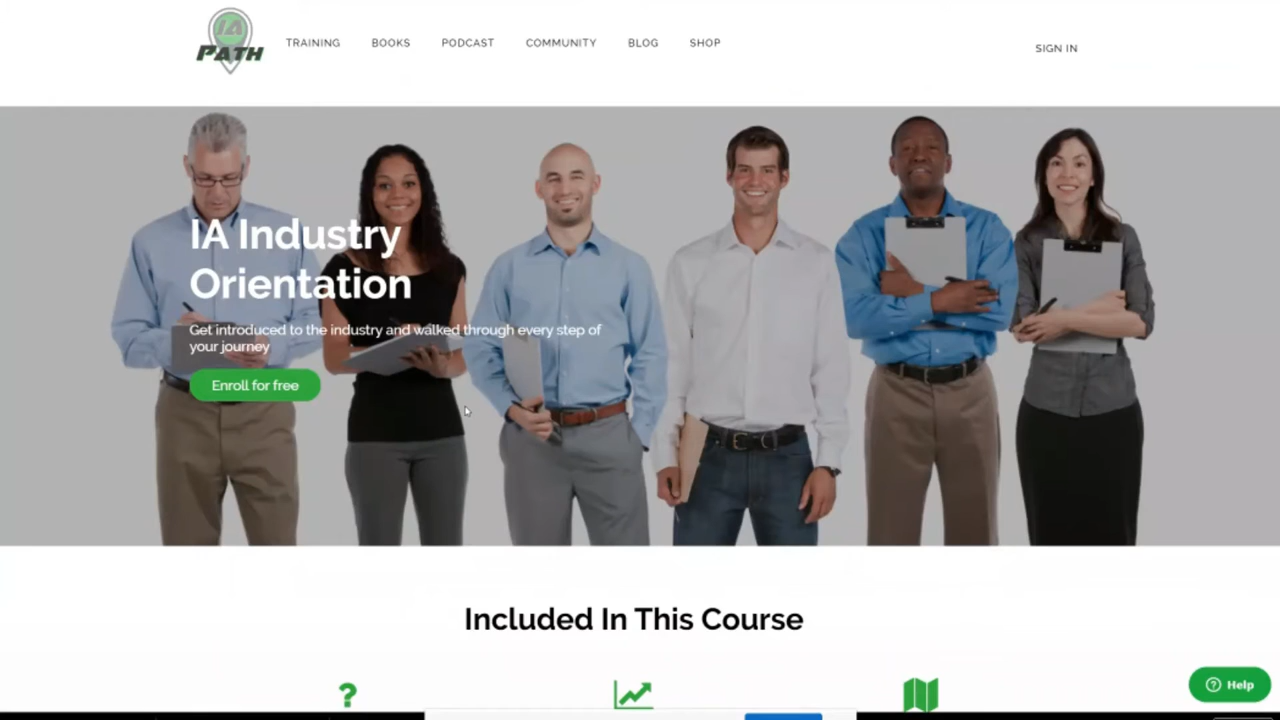 IA
PATH
TRAINING
BOOKS
PODCAST
COMMUNITY
BLOG
SHOP
SIGN IN
IA Industry
Orientation
Get introduced to the industry and walked through every step of
your journey
Enroll for free
Included In This Course
?
? Help